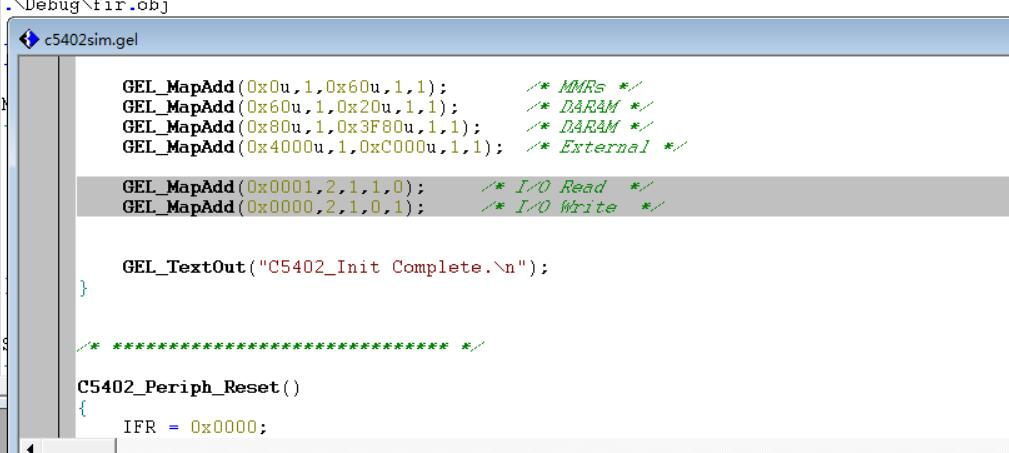 .\Debug\fir.obj
c5402sim.gel
GEL_MapAdd(0x0u,1,0x60u,1,1); /* MMRs */
GEL_MapAdd(0x60u,1,0x20u,1,1); /* DARAM */
GEL_MapAdd(0x80u,1,0x3F80u,1,1); /* DARAM */
GEL_MapAdd(0x4000u,1,0xC000u,1,1); /* External */
GEL_MapAdd(0x0001,2,1,1,0); /* I/O Read */
GEL_MapAdd(0x0000,2,1,0,1); /* I/O Write */
GEL_TextOut("C5402_Init Complete.\n");
}
/* ****************************** */
C5402_Periph_Reset()
{
IFR = 0x0000;